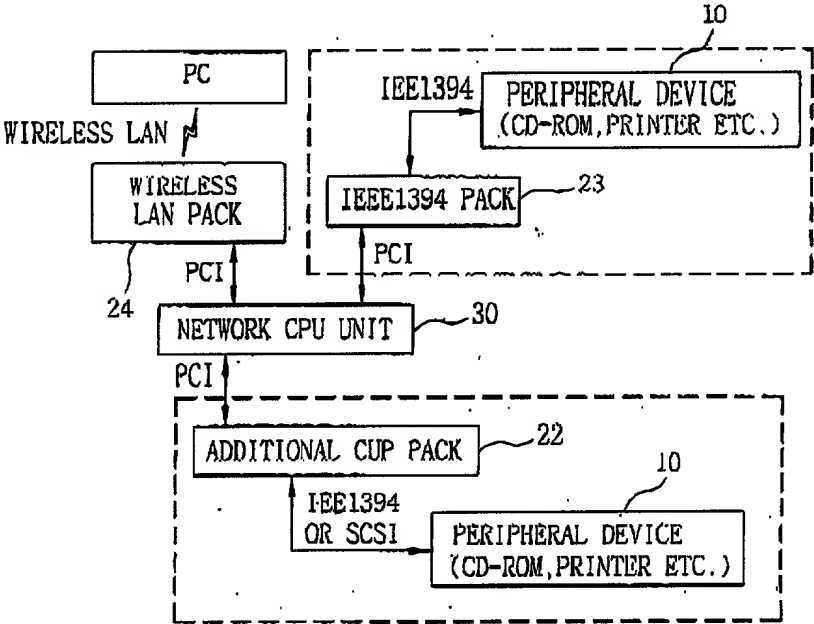 10
PC
IEE1394
PERIPHERAL DEVICE
(CD-ROM, PRINTER ETC.)
WIRELESS LAN
WIRELESS
LAN PACK
IEEE1394 PACK
23
PCI
PCI
24
NETWORK CPU UNIT
30
PCI
ADDITIONAL CUP PACK
22
10
IEE1394
OR SCSI
PERIPHERAL DEVICE
(CD-ROM, PRINTER ETC.)